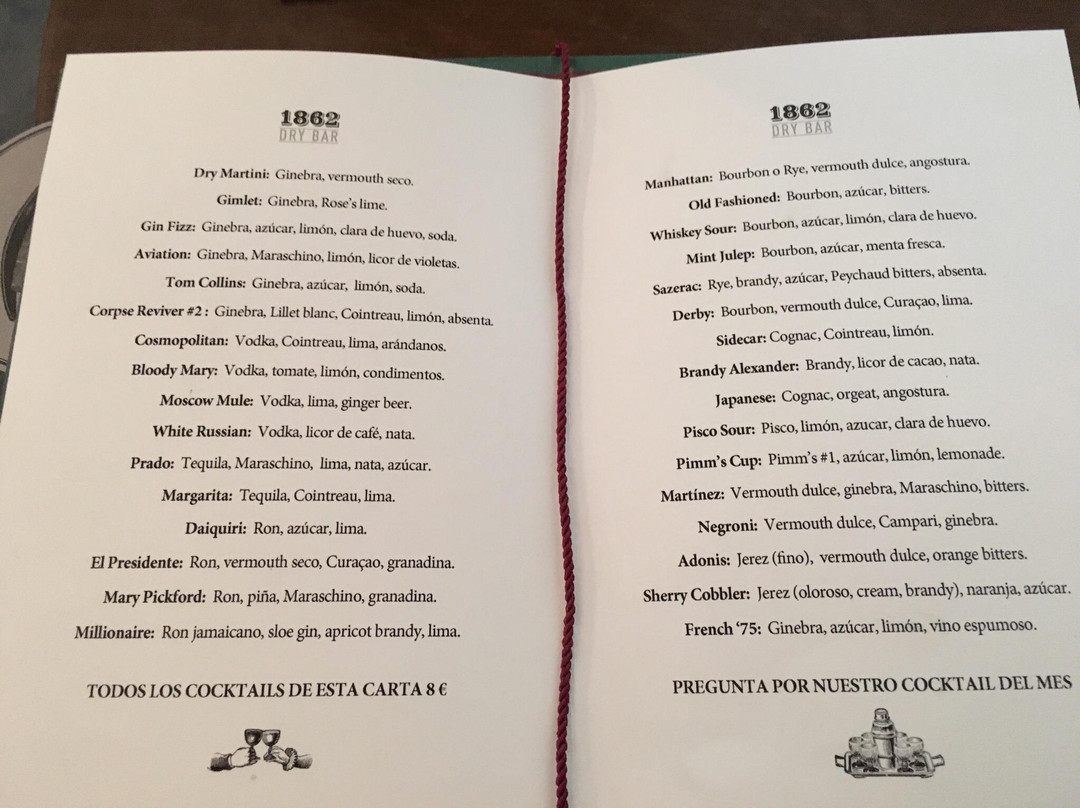 1862
DRY BAR
Dry Martini: Ginebra, vermouth seco.
Gimlet: Ginebra, Rose's lime.
Gin Fizz: Ginebra, azúcar, limón, clara de huevo, soda.
Aviation: Ginebra, Maraschino, limón, licor de violetas.
Tom Collins: Ginebra, azúcar, limón, soda.
Corpse Reviver #2 : Ginebra, Lillet blanc, Cointreau, limón, absenta.
Cosmopolitan: Vodka, Cointreau, lima, arándanos.
Bloody Mary: Vodka, tomate, limón, condimentos.
Moscow Mule: Vodka, lima, ginger beer.
White Russian: Vodka, licor de café, nata.
Prado: Tequila, Maraschino, lima, nata, azúcar.
Margarita: Tequila, Cointreau, lima.
Daiquiri: Ron, azúcar, lima.
El Presidente: Ron, vermouth seco, Curaçao, granadina.
Mary Pickford: Ron, piña, Maraschino, granadina.
Millionaire: Ron jamaicano, sloe gin, apricot brandy, lima.
TODOS LOS COCKTAILS DE ESTA CARTA 8 €
1862
DRY BAR
Manhattan: Bourbon o Rye, vermouth dulce, angostura.
Old Fashioned: Bourbon, azúcar, bitters.
Whiskey Sour: Bourbon, azúcar, limón, clara de huevo.
Mint Julep: Bourbon, azúcar, menta fresca.
Sazerac: Rye, brandy, azúcar, Peychaud bitters, absenta.
Derby: Bourbon, vermouth dulce, Curaçao, lima.
Sidecar: Cognac, Cointreau, limón.
Brandy Alexander: Brandy, licor de cacao, nata.
Japanese: Cognac, orgeat, angostura.
Pisco Sour: Pisco, limón, azucar, clara de huevo.
Pimm's Cup: Pimm's #1, azúcar, limón, lemonade.
Martínez: Vermouth dulce, ginebra, Maraschino, bitters.
Negroni: Vermouth dulce, Campari, ginebra.
Adonis: Jerez (fino), vermouth dulce, orange bitters.
Sherry Cobbler: Jerez (oloroso, cream, brandy), naranja, azúcar.
French '75: Ginebra, azúcar, limón, vino espumoso.
PREGUNTA POR NUESTRO COCKTAIL DEL MES